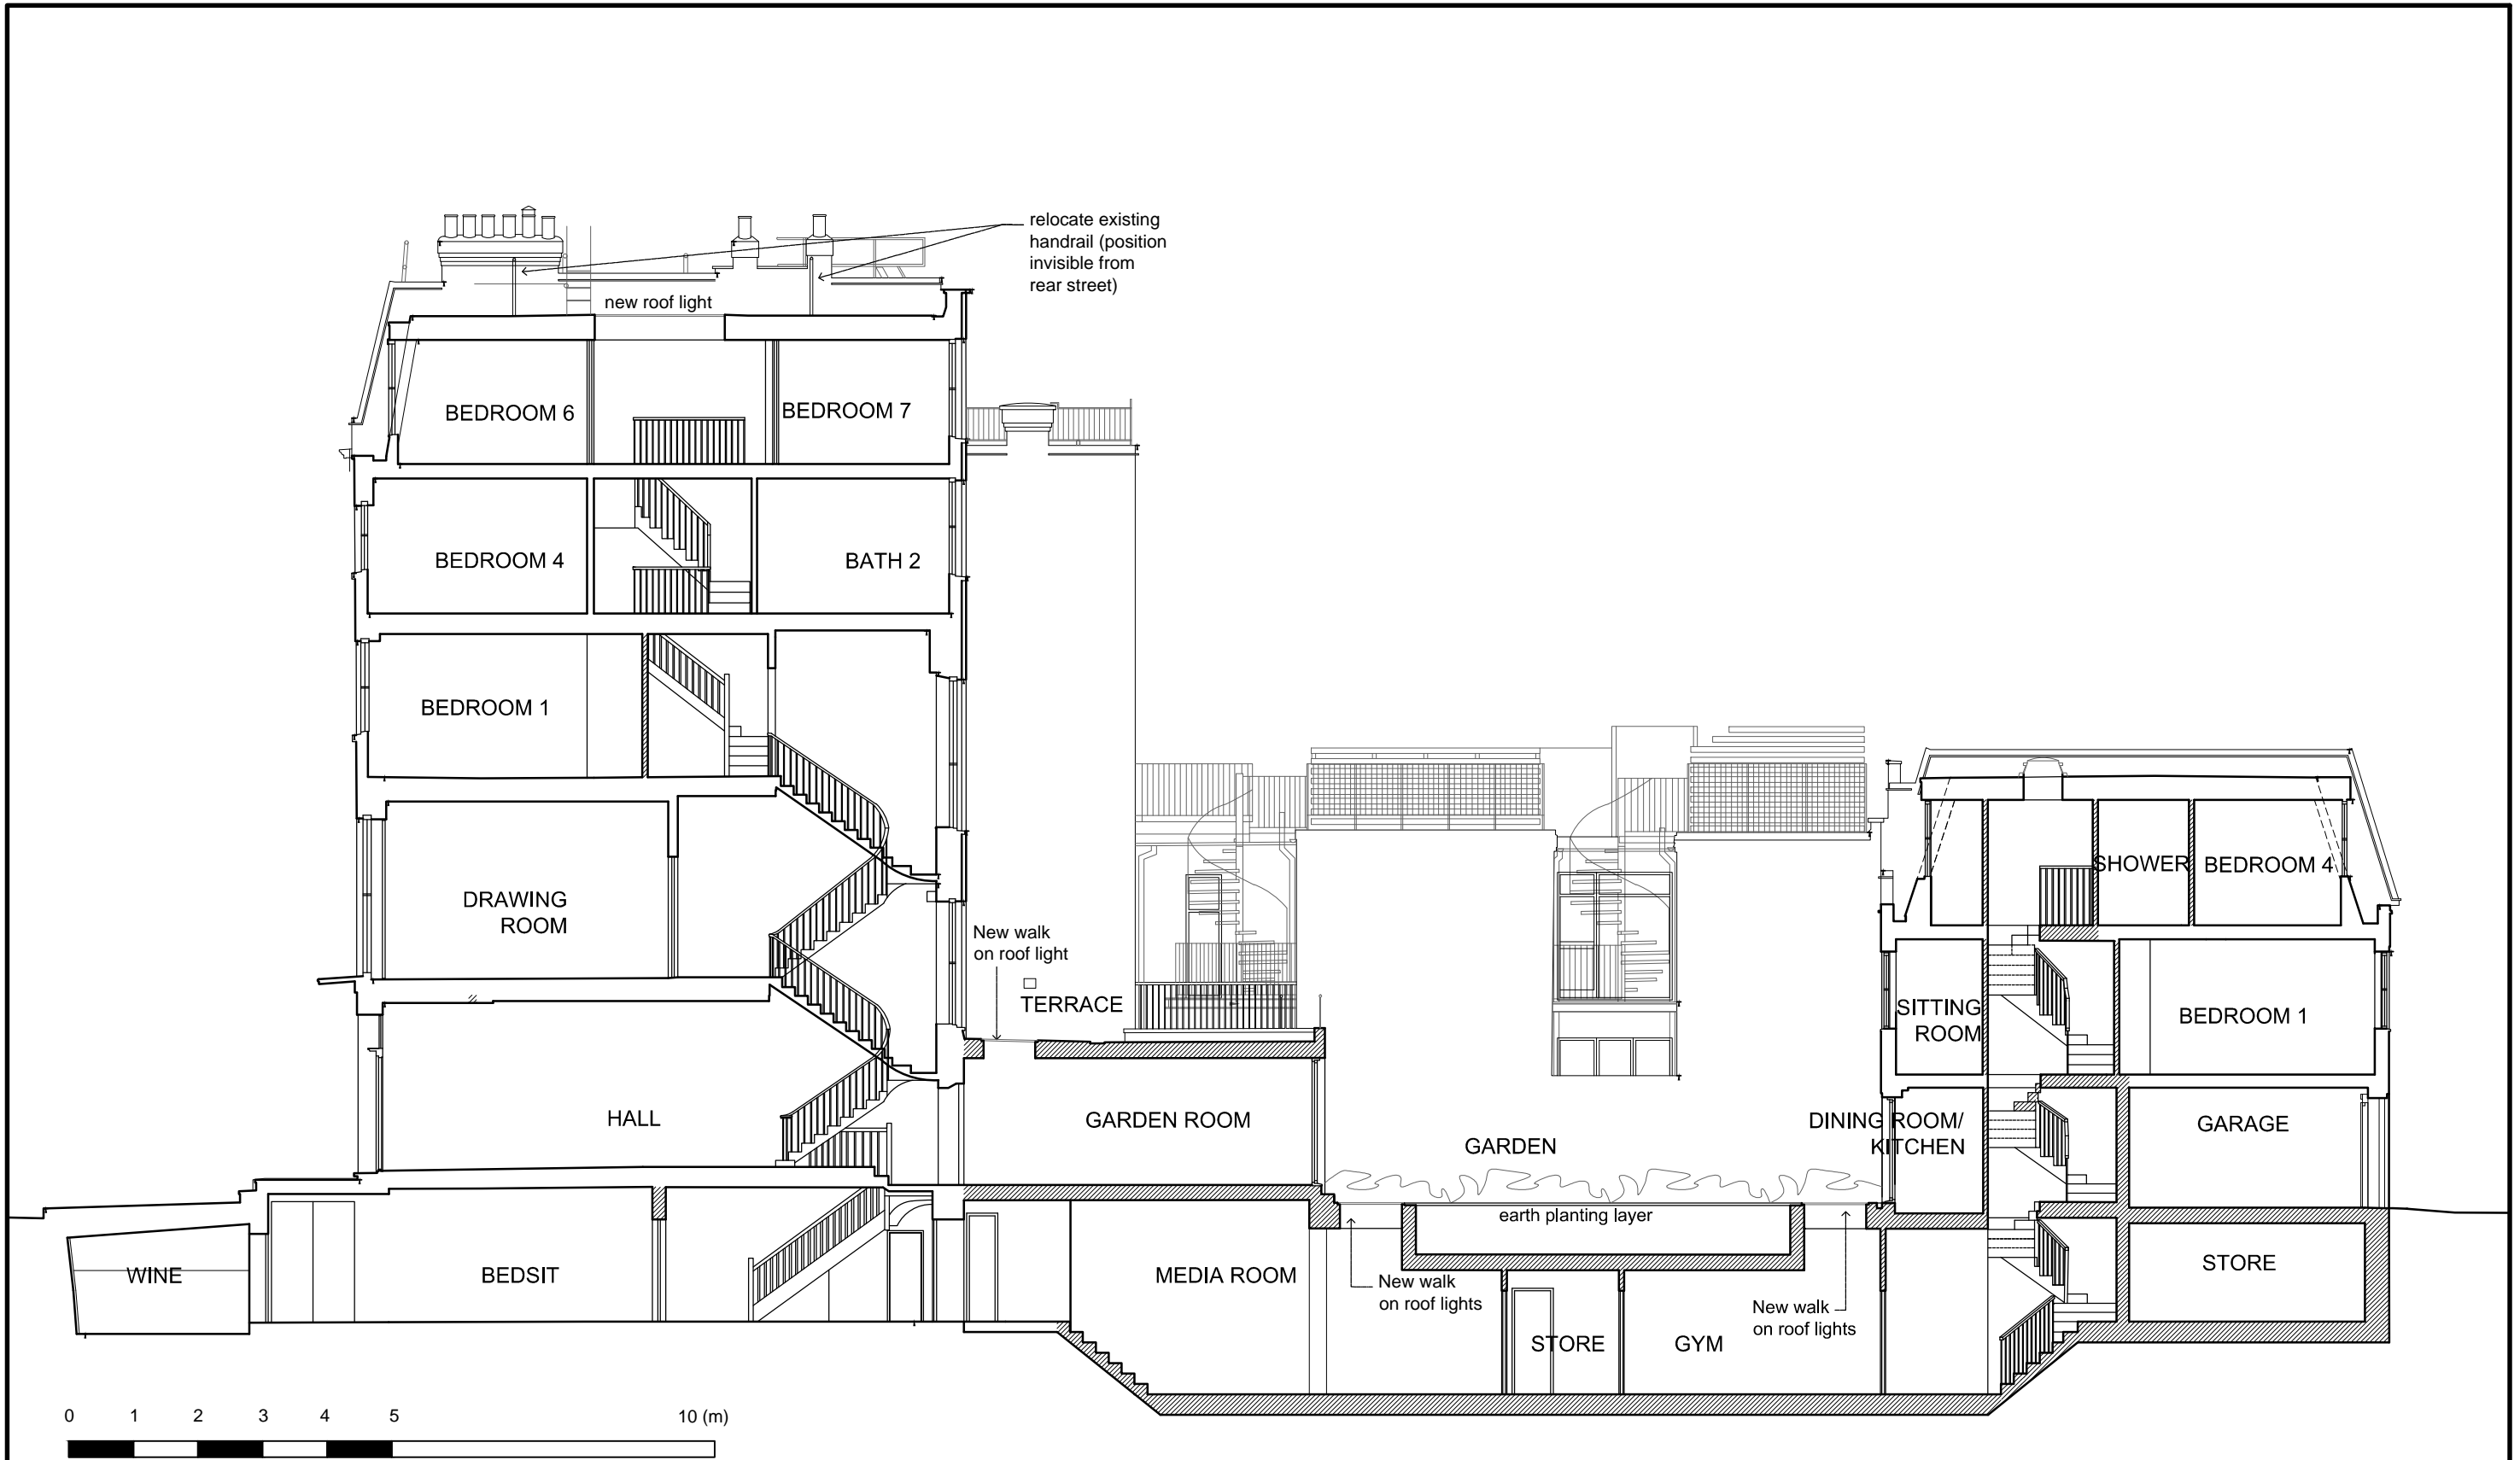 relocate existing
handrail (position
invisible from
rear street)
new roof light
BEDROOM 6
BEDROOM 7
BEDROOM 4
BATH 2
BEDROOM 1
DRAWING
ROOM
New walk
on roof light
TERRACE
SHOWER
BEDROOM 4
SITTING
ROOM
BEDROOM 1
HALL
GARDEN ROOM
GARDEN
DINING ROOM/
KITCHEN
GARAGE
earth planting layer
WINE
BEDSIT
MEDIA ROOM
New walk
on roof lights
STORE
GYM
New walk
on roof lights
STORE
0 1 2 3 4 5 10 (m)